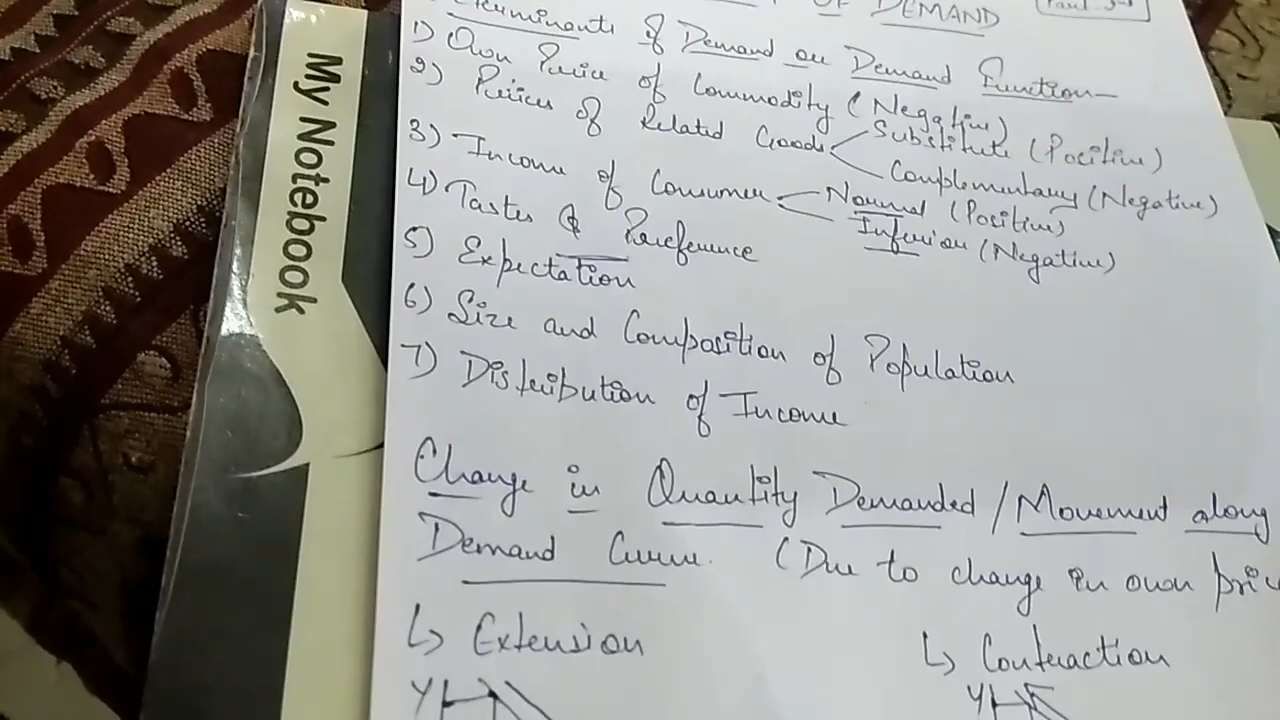 OF DEMAND
Determinants of Demand or Demand Function—
1) Own Price of Commodity (Negative)
2) Prices of Related Goods Substitute (Positive)
Complementary (Negative)
3) Income of Consumer Normal (Positive)
Inferior (Negative)
4) Tastes & Preference
5) Expectation
6) Size and Composition of Population
7) Distribution of Income
Change in Quantity Demanded / Movement along
Demand Curve. (Due to change in own pric
↳ Extension ↳ Contraction
Y Y
My Notebook